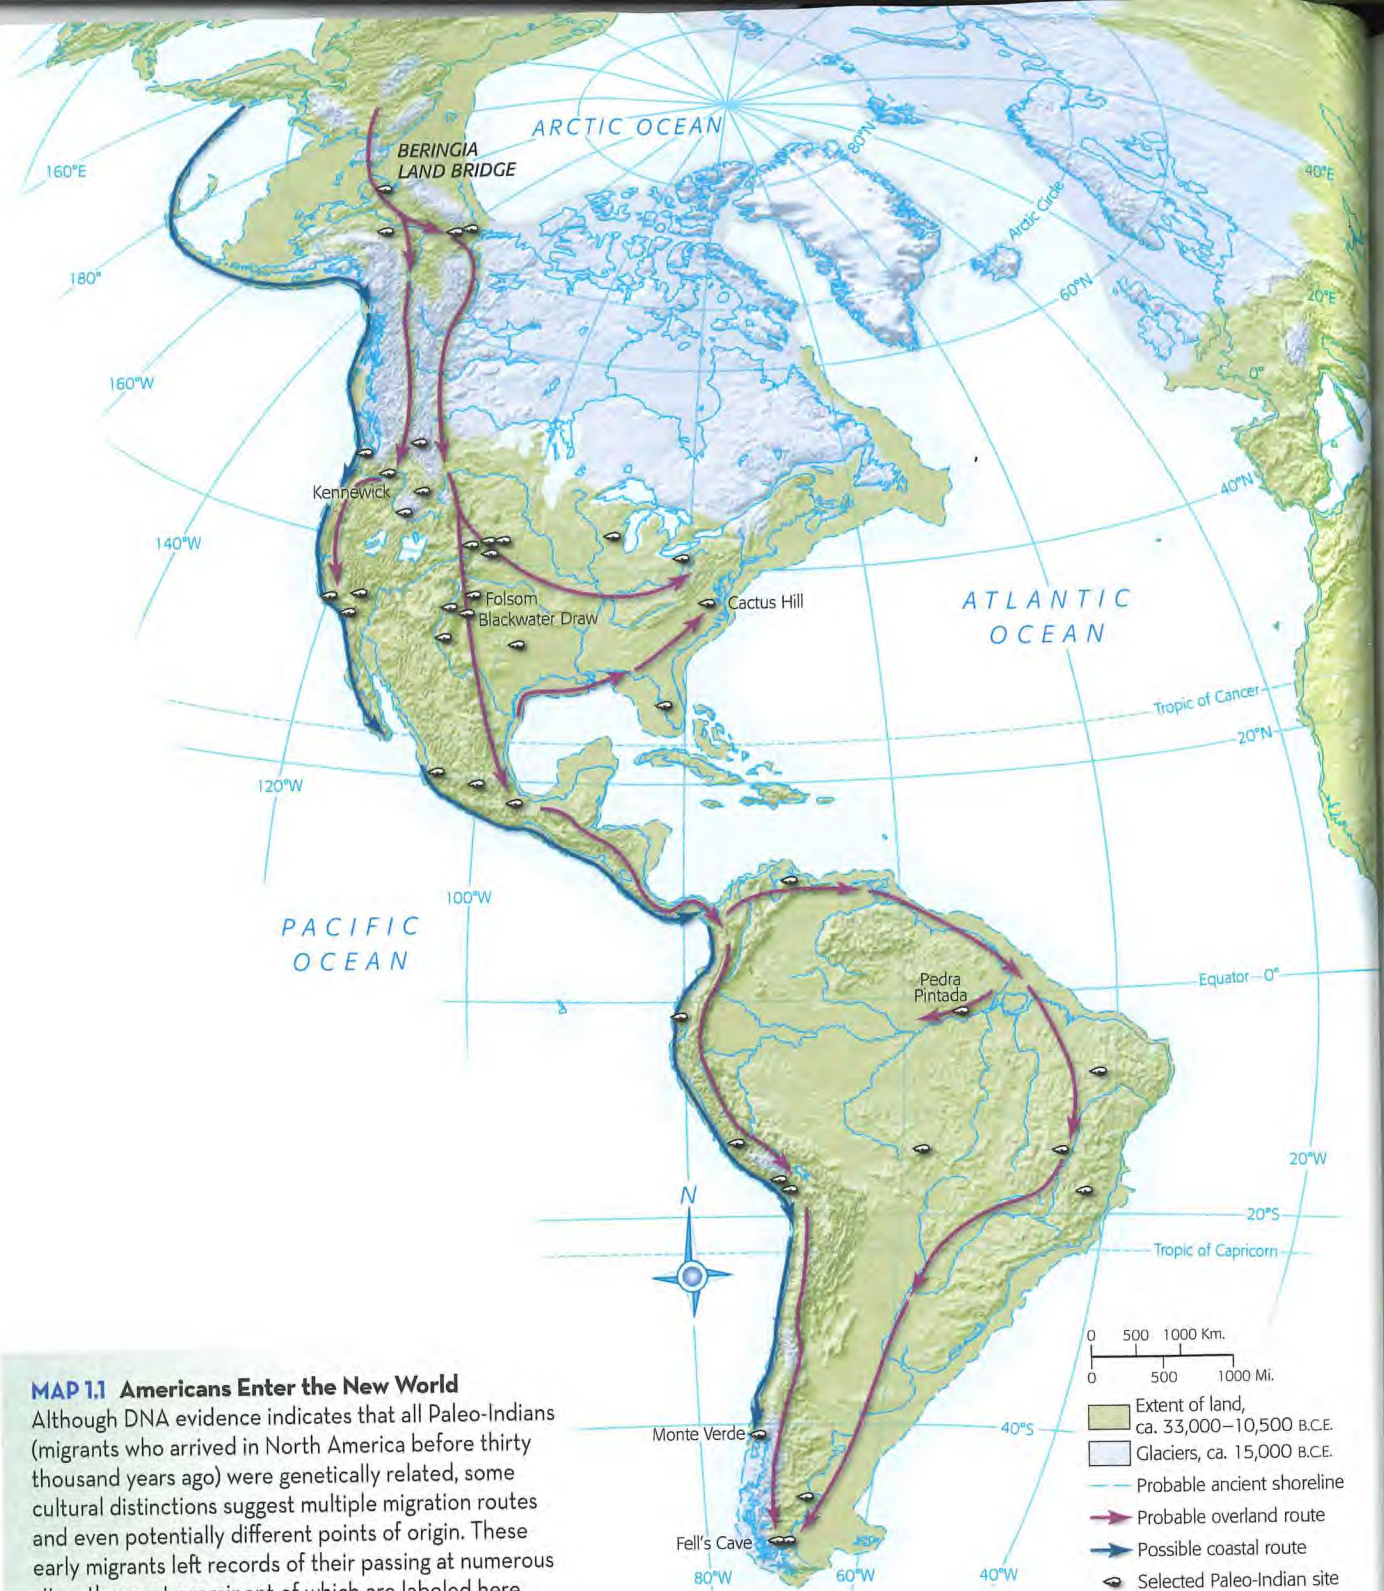 ARCTIC OCEAN
80°N
BERINGIA
LAND BRIDGE
160°E
40°E
Arctic Circle
180°
60°N
20°E
160°W
0°
Kennewick
40°N
140°W
Folsom
Cactus Hill
Blackwater Draw
ATLANTIC
OCEAN
Tropic of Cancer
20°N
120°W
100°W
PACIFIC
OCEAN
Pedra
Pintada
Equator 0°
20°W
N
20°S
Tropic of Capricorn
0 500 1000 Km.
0 500 1000 Mi.
MAP 1.1 Americans Enter the New World
Although DNA evidence indicates that all Paleo-Indians
(migrants who arrived in North America before thirty
thousand years ago) were genetically related, some
cultural distinctions suggest multiple migration routes
and even potentially different points of origin. These
early migrants left records of their passing at numerous
Monte Verde
40°S
Fell's Cave
80°W
60°W
40°W
Extent of land,
ca. 33,000–10,500 B.C.E.
Glaciers, ca. 15,000 B.C.E.
Probable ancient shoreline
Probable overland route
Possible coastal route
Selected Paleo-Indian site